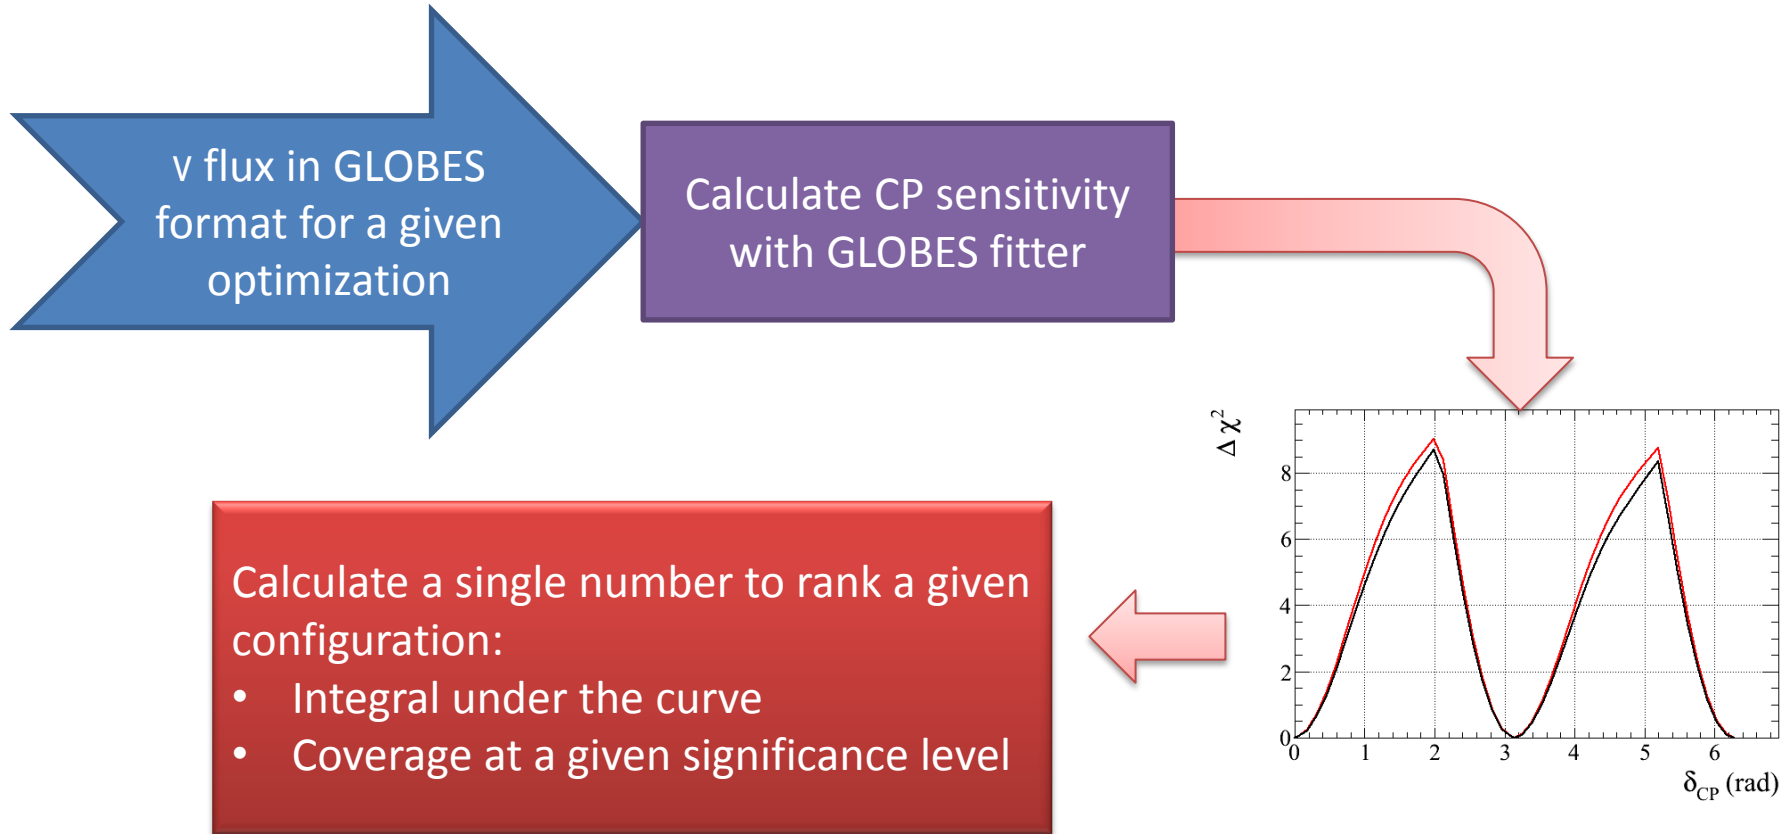 ν flux in GLOBES
format for a given
optimization
Calculate CP sensitivity
with GLOBES fitter
Δχ²
8
6
4
2
0
0 1 2 3 4 5 6
δCP (rad)
Calculate a single number to rank a given
configuration:
• Integral under the curve
• Coverage at a given significance level